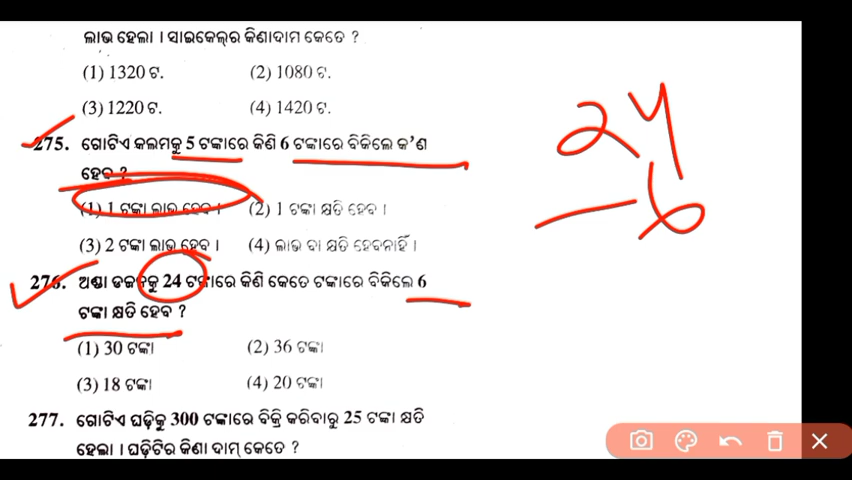 ଲାଭ ହେଲା । ସାଇକେଲ୍‌ର କିଣାଦାମ କେତେ ?
(1) 1320 ଟ. (2) 1080 ଟ.
(3) 1220 ଟ. (4) 1420 ଟ.
275. ଗୋଟିଏ କଲମକୁ 5 ଟଙ୍କାରେ କିଣି 6 ଟଙ୍କାରେ ବିକିଲେ କ'ଣ
ହେବ ?
(1) 1 ଟଙ୍କା ଲାଭ ହେବ । (2) 1 ଟଙ୍କା କ୍ଷତି ହେବ ।
(3) 2 ଟଙ୍କା ଲାଭ ହେବ । (4) ଲାଭ ବା କ୍ଷତି ହେବନାହିଁ ।
276. ଅଣ୍ଡା ଡଜନକୁ 24 ଟଙ୍କାରେ କିଣି କେତେ ଟଙ୍କାରେ ବିକିଲେ 6
ଟଙ୍କା କ୍ଷତି ହେବ ?
(1) 30 ଟଙ୍କା (2) 36 ଟଙ୍କା
(3) 18 ଟଙ୍କା (4) 20 ଟଙ୍କା
277. ଗୋଟିଏ ଘଡ଼ିକୁ 300 ଟଙ୍କାରେ ବିକ୍ରି କରିବାରୁ 25 ଟଙ୍କା କ୍ଷତି
ହେଲା । ଘଡ଼ିଟିର କିଣା ଦାମ୍ କେତେ ?
24
6